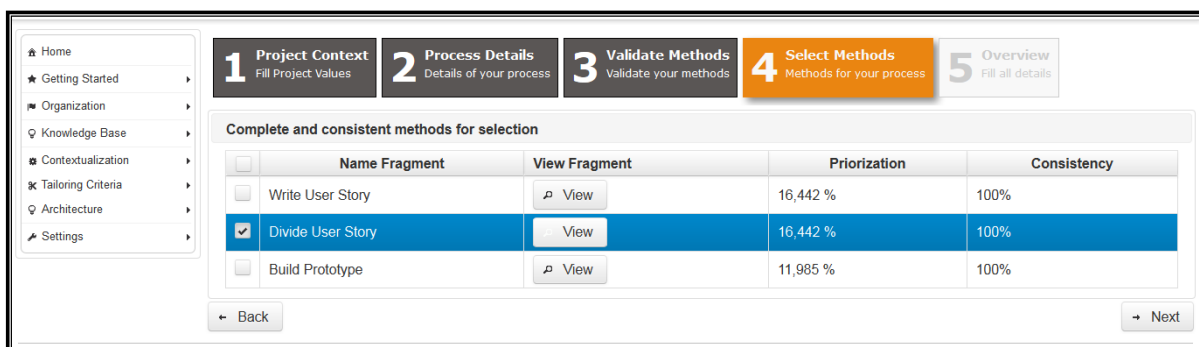 Home
Getting Started
Organization
Knowledge Base
Contextualization
Tailoring Criteria
Architecture
Settings
1 Project Context
Fill Project Values
2 Process Details
Details of your process
3 Validate Methods
Validate your methods
4 Select Methods
Methods for your process
5 Overview
Fill all details
Complete and consistent methods for selection
Name Fragment View Fragment Priorization Consistency
Write User Story View 16,442 % 100%
Divide User Story View 16,442 % 100%
Build Prototype View 11,985 % 100%
Back Next